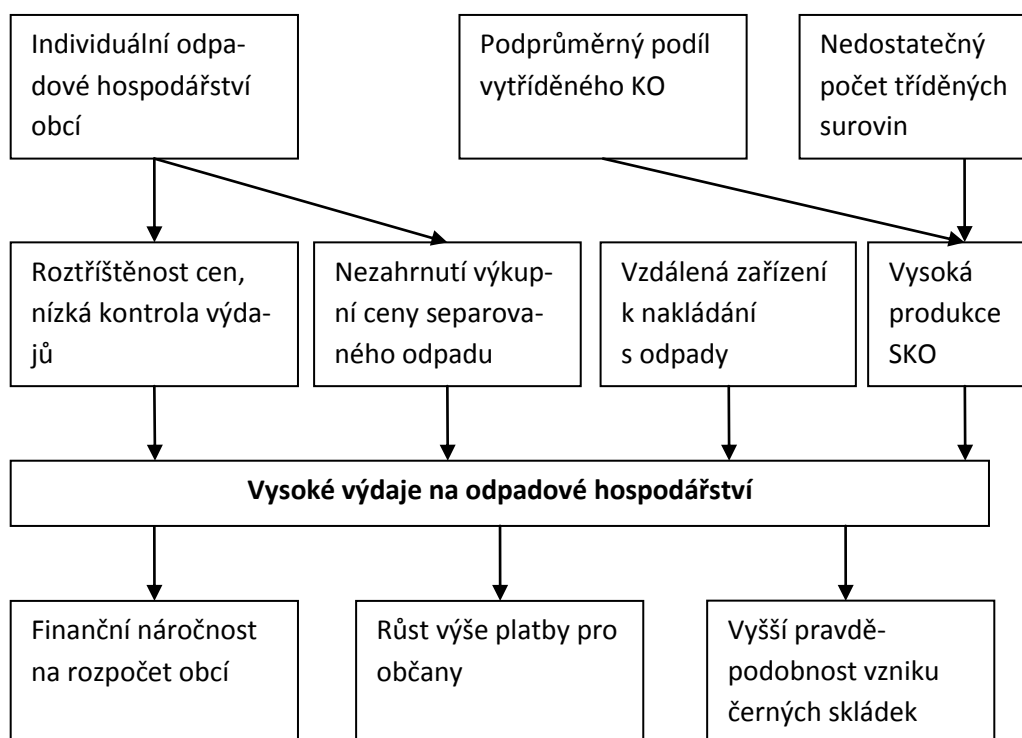 Individuální odpa-
dové hospodářství
obcí
Podprůměrný podíl
vytříděného KO
Nedostatečný
počet tříděných
surovin
Roztříštěnost cen,
nízká kontrola výda-
jů
Nezahrnutí výkup-
ní ceny separova-
ného odpadu
Vzdálená zařízení
k nakládání
s odpady
Vysoká
produkce
SKO
Vysoké výdaje na odpadové hospodářství
Finanční náročnost
na rozpočet obcí
Růst výše platby pro
občany
Vyšší pravdě-
podobnost vzniku
černých skládek